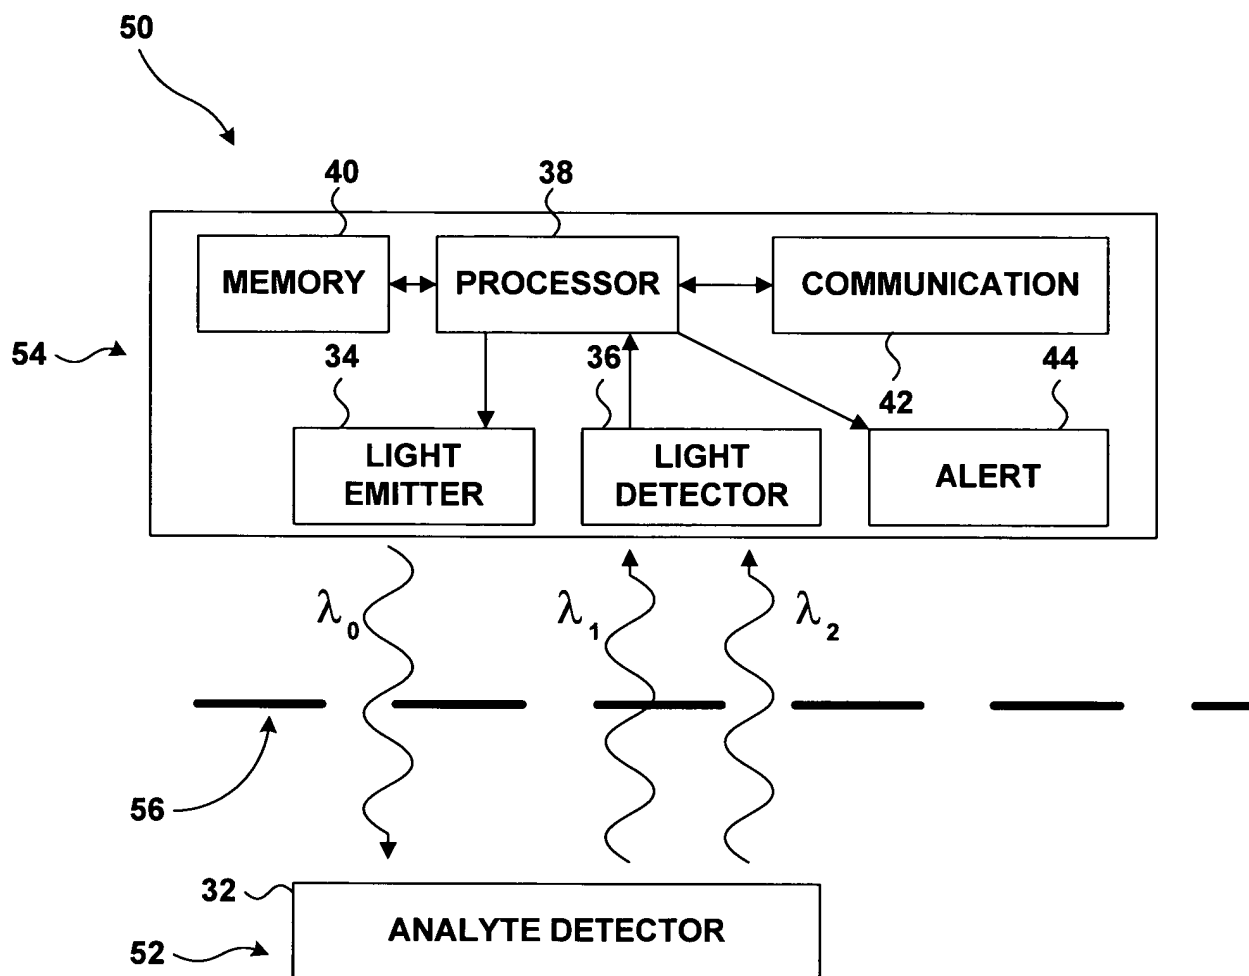 50
40
38
MEMORY
PROCESSOR
COMMUNICATION
54
34
36
42
44
LIGHT
EMITTER
LIGHT
DETECTOR
ALERT
λ0
λ1
λ2
56
32
ANALYTE DETECTOR
52